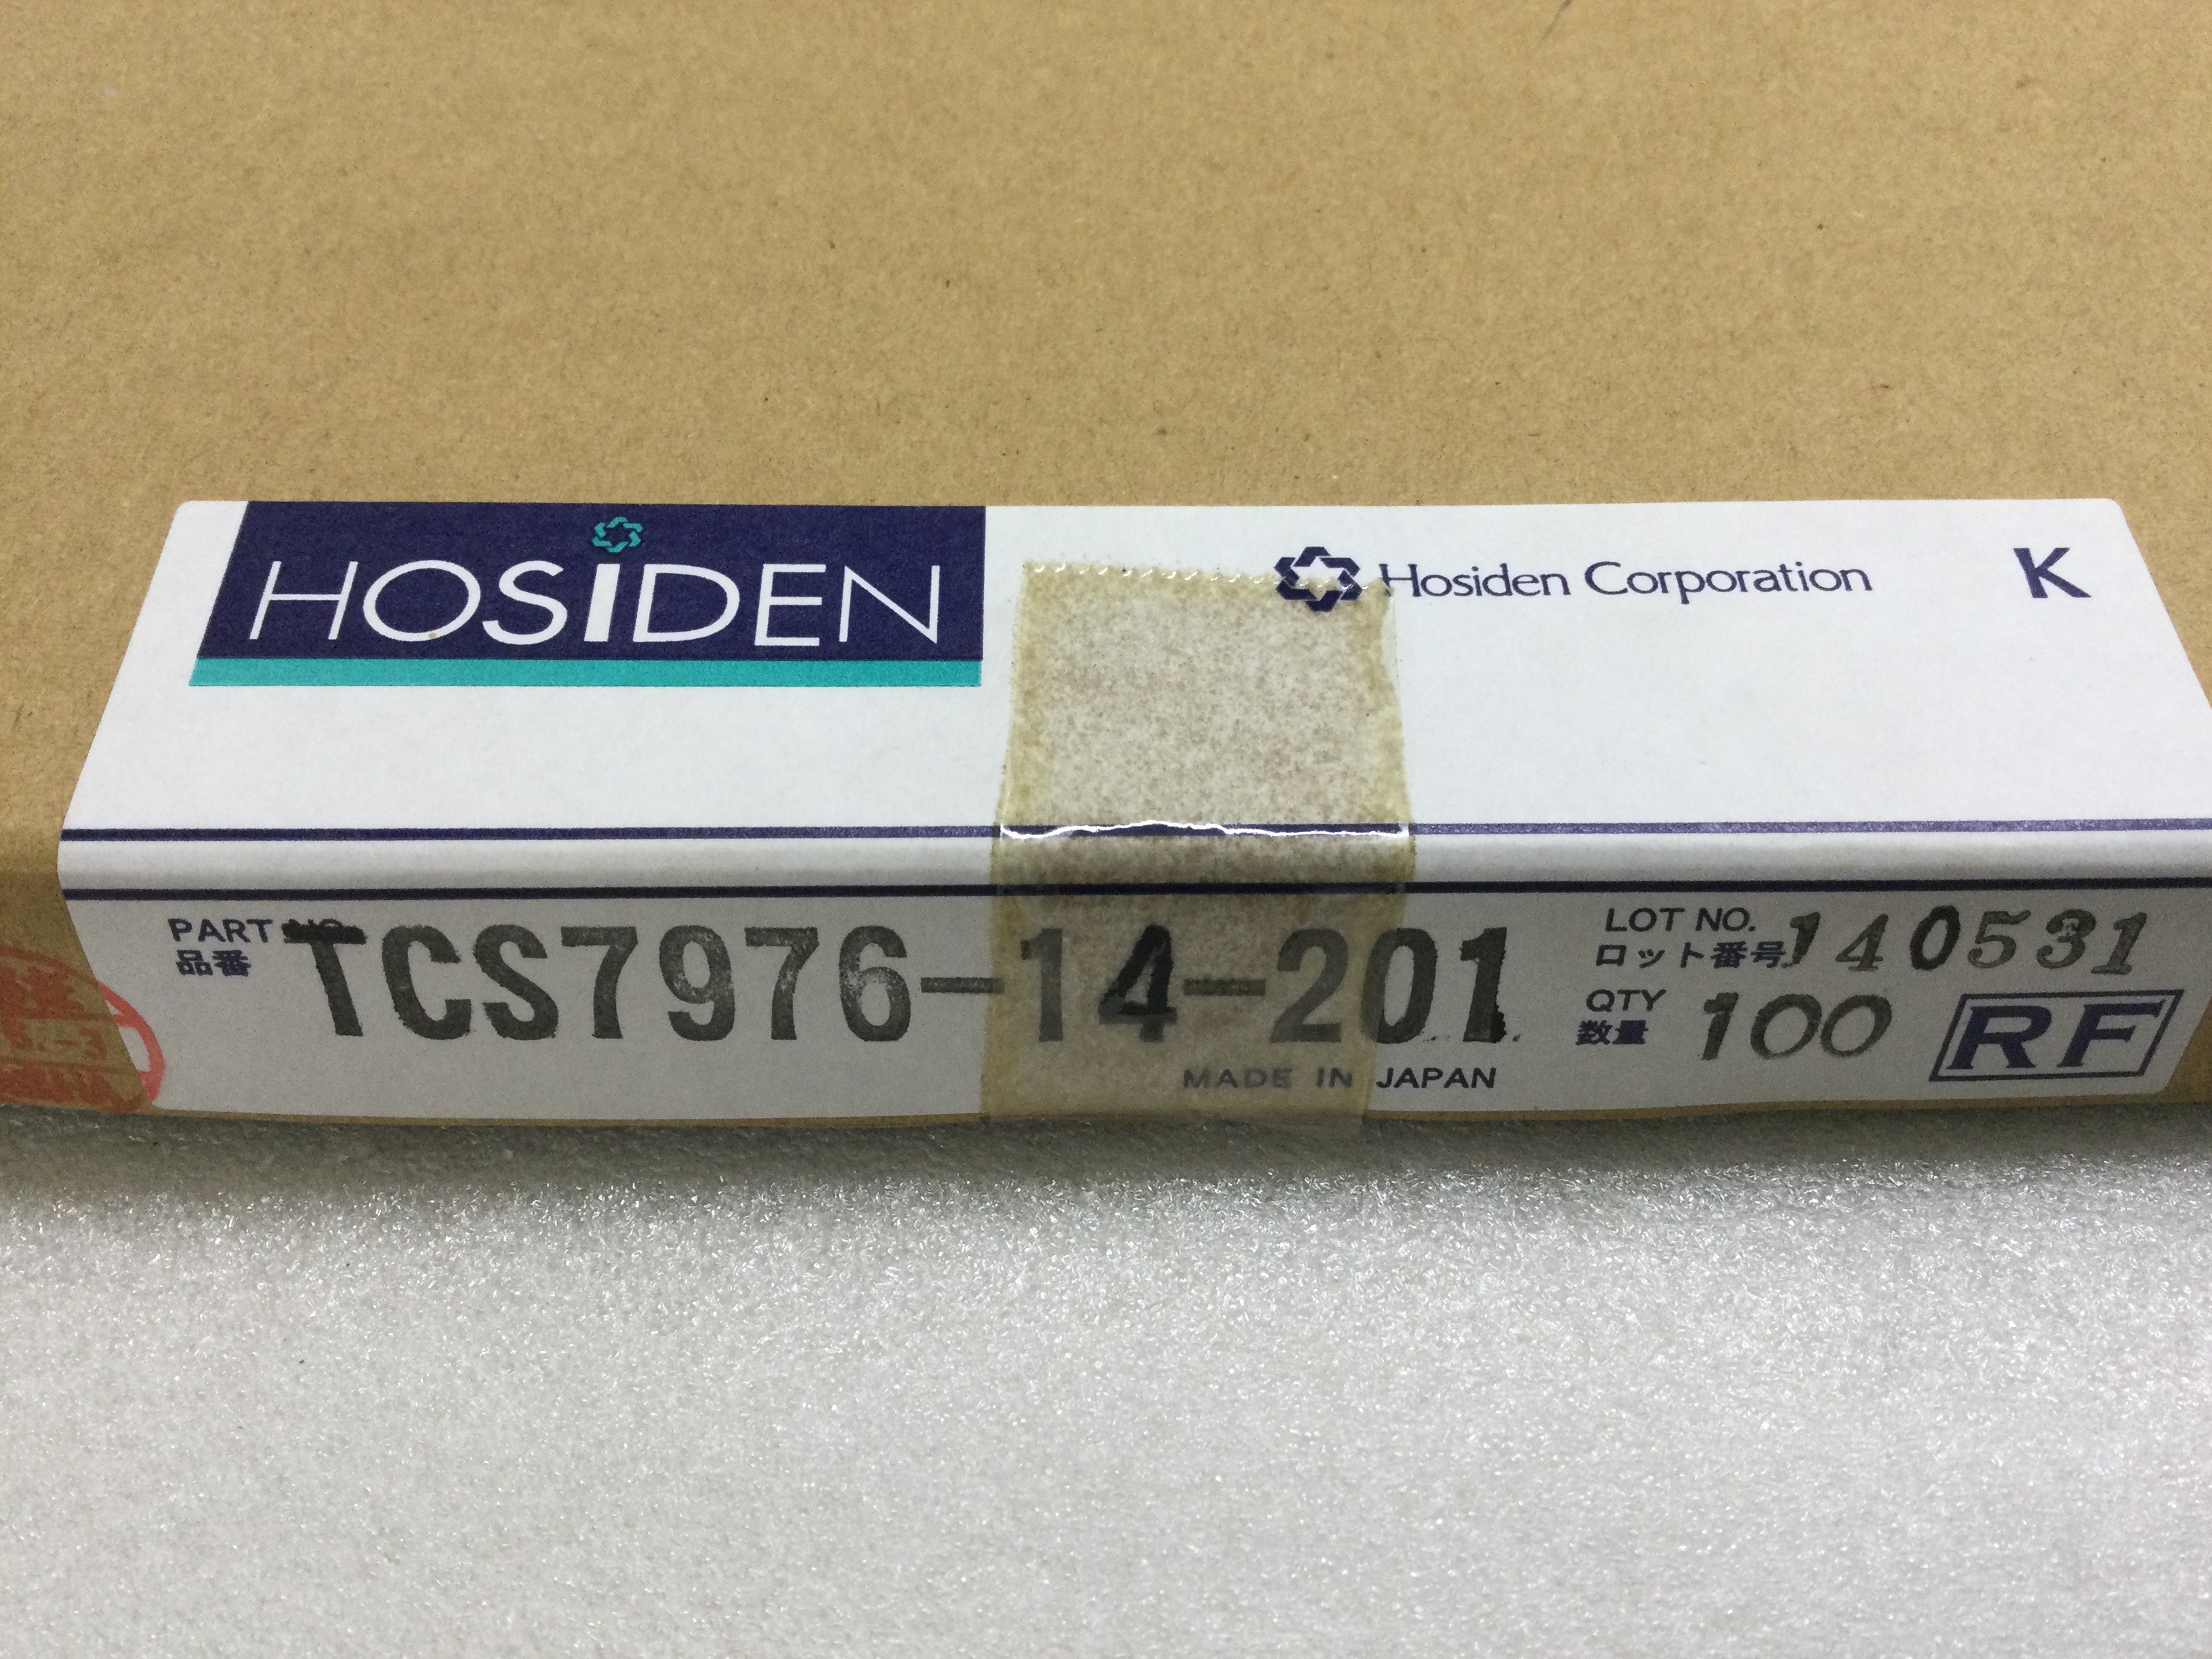 HOSiDEN
Hosiden Corporation
K
PART NO.
品番
TCS7976-14-201
MADE IN JAPAN
LOT NO.
ロット番号
140531
QTY
数量
100
RF